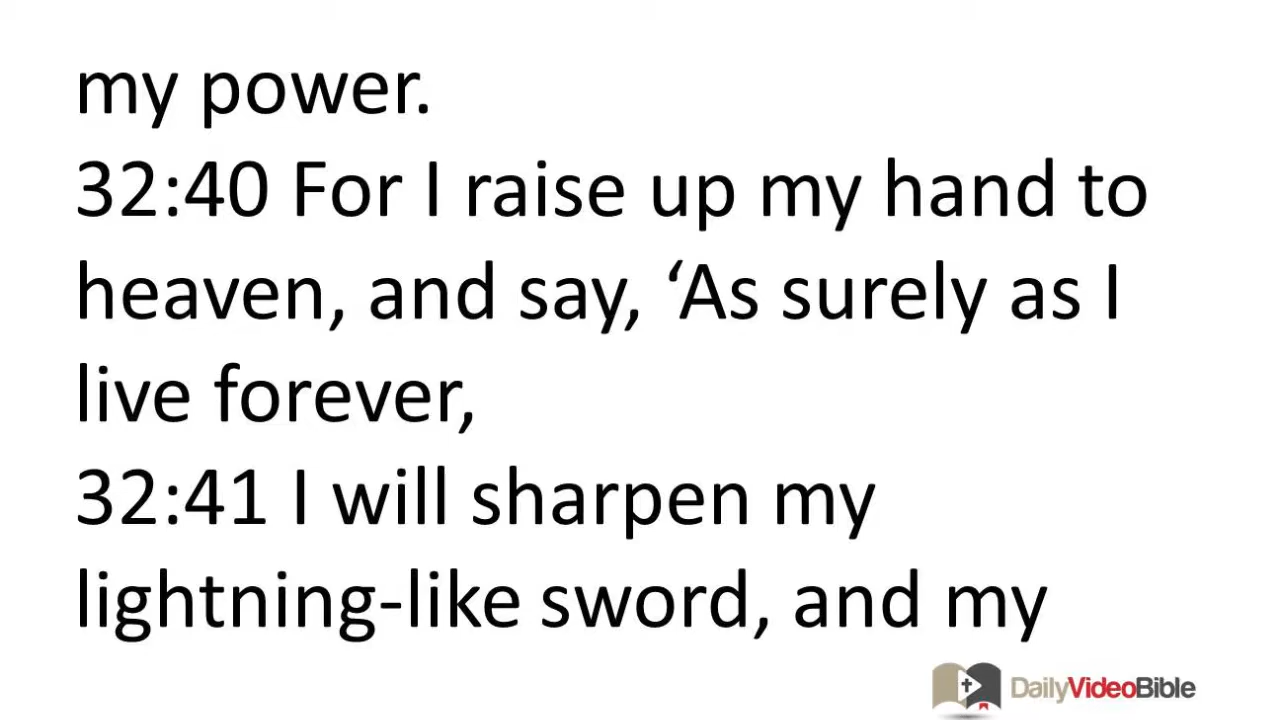 my power.
32:40 For I raise up my hand to
heaven, and say, ‘As surely as I
live forever,
32:41 I will sharpen my
lightning-like sword, and my
DailyVideoBible